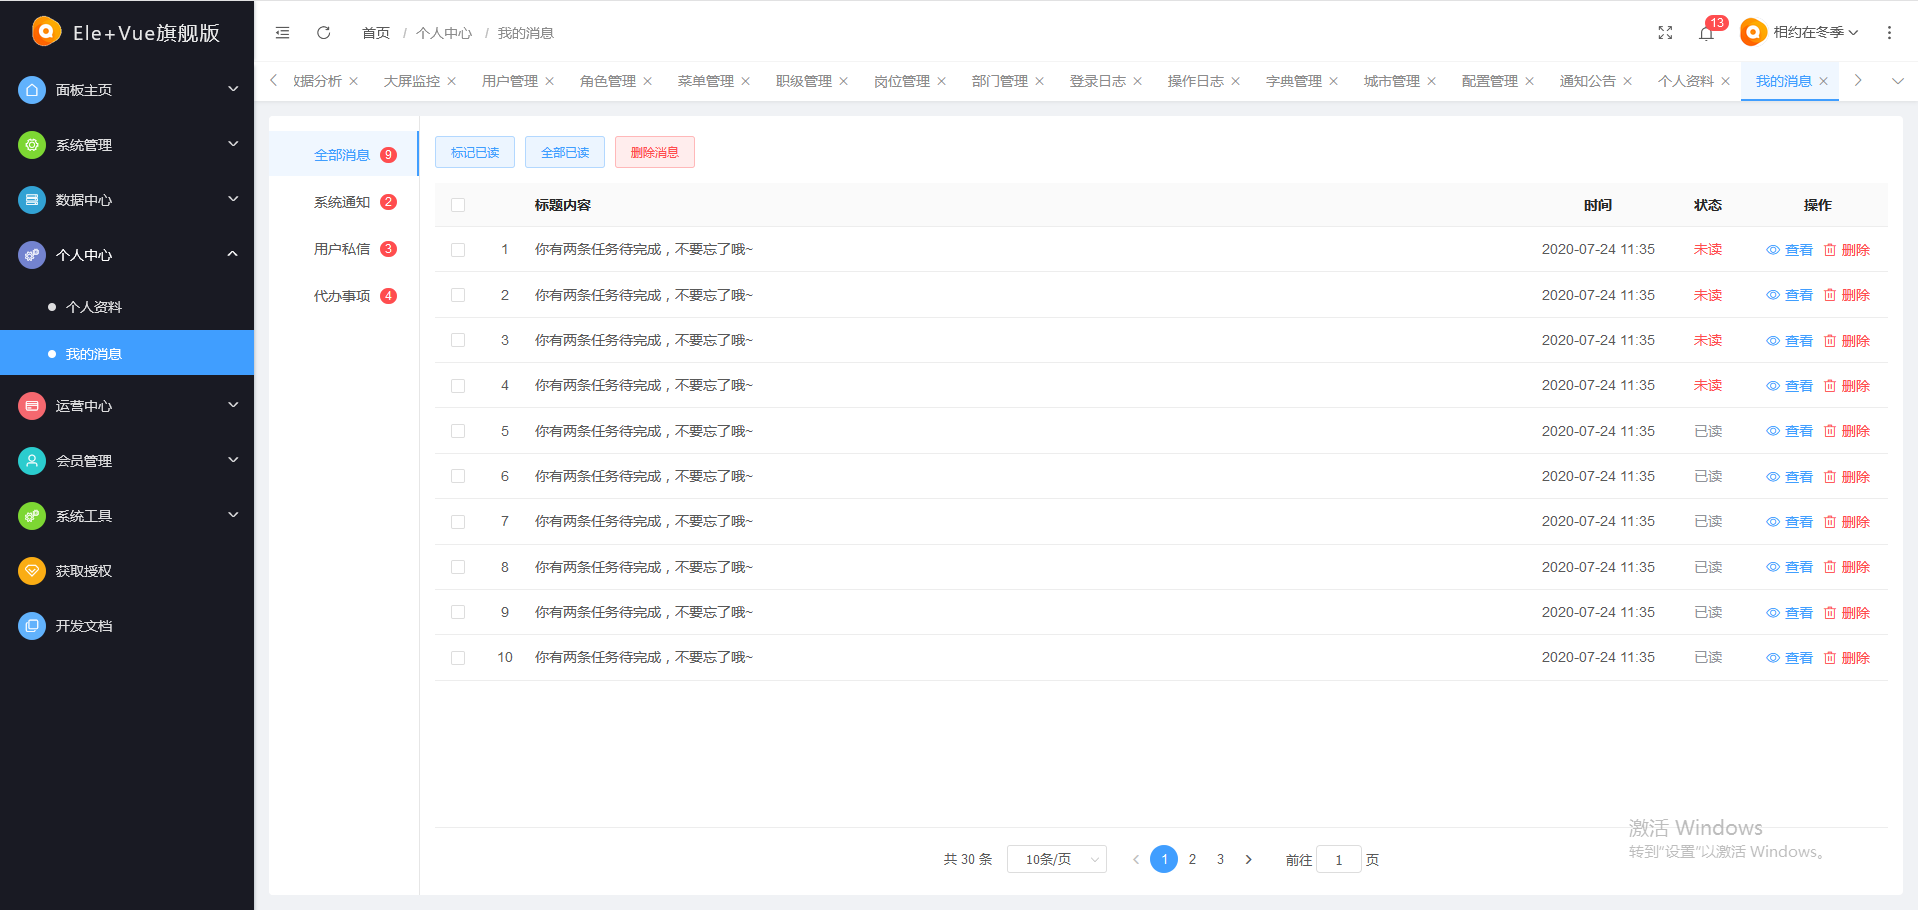 Ele+Vue旗舰版
面板主页
系统管理
数据中心
个人中心
个人资料
我的消息
运营中心
会员管理
系统工具
获取授权
开发文档
首页 / 个人中心 / 我的消息
13
相约在冬季
数据分析 大屏监控 用户管理 角色管理 菜单管理 职级管理 岗位管理 部门管理 登录日志 操作日志 字典管理 城市管理 配置管理 通知公告 个人资料 我的消息
全部消息 9
系统通知 2
用户私信 3
代办事项 4
标记已读 全部已读 删除消息
标题内容 时间 状态 操作
1 你有两条任务待完成，不要忘了哦~ 2020-07-24 11:35 未读 查看 删除
2 你有两条任务待完成，不要忘了哦~ 2020-07-24 11:35 未读 查看 删除
3 你有两条任务待完成，不要忘了哦~ 2020-07-24 11:35 未读 查看 删除
4 你有两条任务待完成，不要忘了哦~ 2020-07-24 11:35 未读 查看 删除
5 你有两条任务待完成，不要忘了哦~ 2020-07-24 11:35 已读 查看 删除
6 你有两条任务待完成，不要忘了哦~ 2020-07-24 11:35 已读 查看 删除
7 你有两条任务待完成，不要忘了哦~ 2020-07-24 11:35 已读 查看 删除
8 你有两条任务待完成，不要忘了哦~ 2020-07-24 11:35 已读 查看 删除
9 你有两条任务待完成，不要忘了哦~ 2020-07-24 11:35 已读 查看 删除
10 你有两条任务待完成，不要忘了哦~ 2020-07-24 11:35 已读 查看 删除
共 30 条 10条/页 1 2 3 前往 1 页
激活 Windows
转到“设置”以激活 Windows。